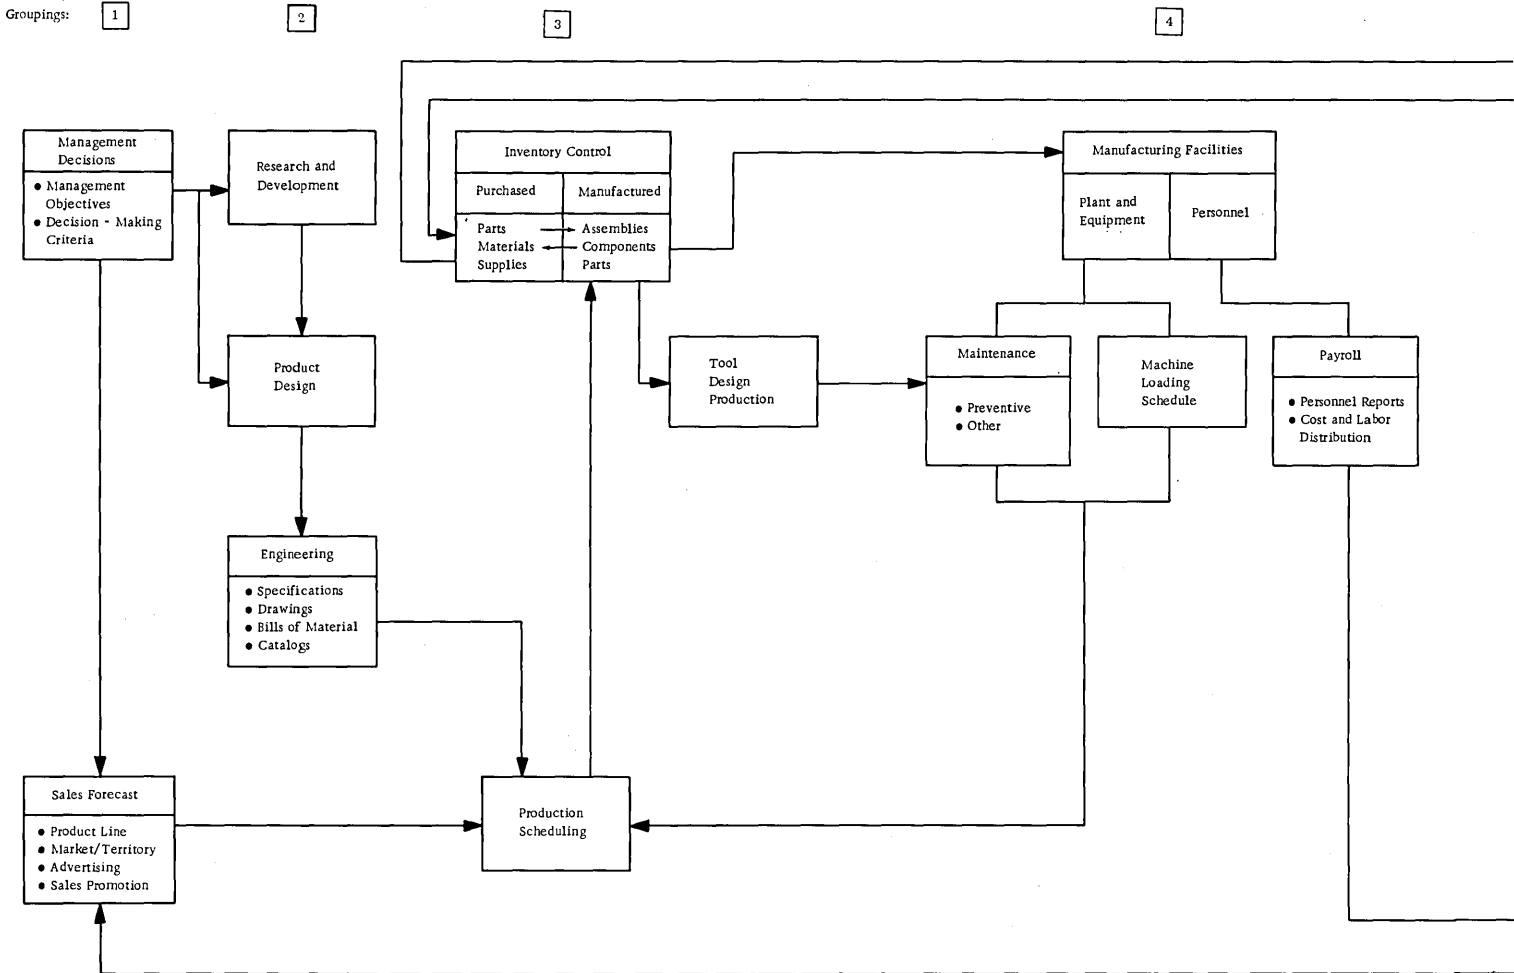 Groupings:
1
2
3
4
Management
Decisions
● Management
Objectives
● Decision - Making
Criteria
Research and
Development
Inventory Control
Purchased
Manufactured
Parts
Materials
Supplies
Assemblies
Components
Parts
Manufacturing Facilities
Plant and
Equipment
Personnel
Product
Design
Tool
Design
Production
Maintenance
● Preventive
● Other
Machine
Loading
Schedule
Payroll
● Personnel Reports
● Cost and Labor
Distribution
Engineering
● Specifications
● Drawings
● Bills of Material
● Catalogs
Sales Forecast
● Product Line
● Market/Territory
● Advertising
● Sales Promotion
Production
Scheduling